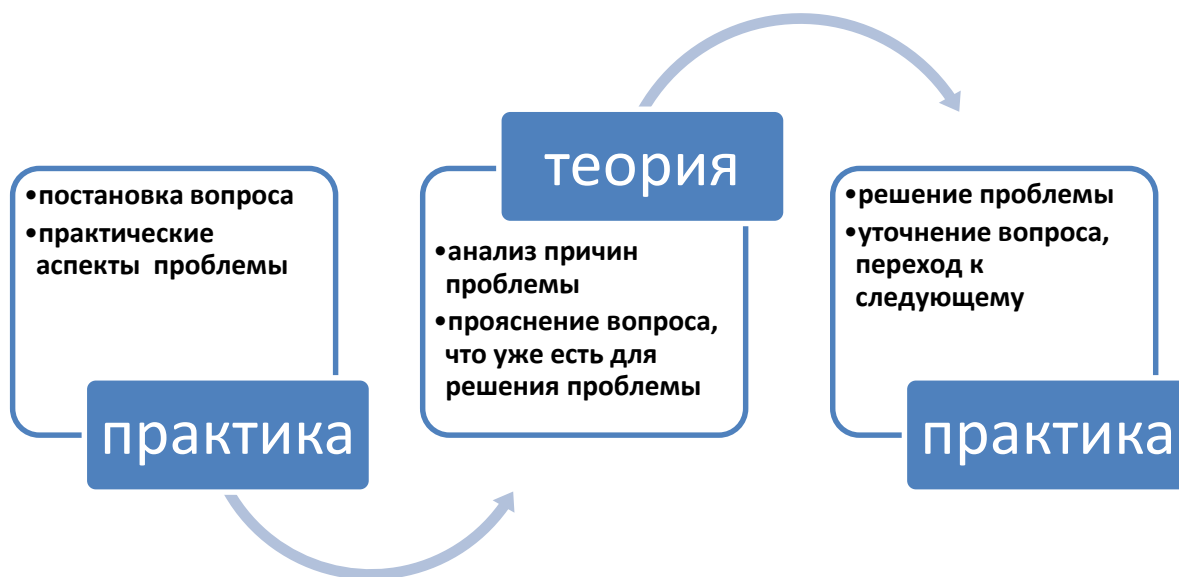 •постановка вопроса
•практические
аспекты проблемы
практика
теория
•анализ причин
проблемы
•прояснение вопроса,
что уже есть для
решения проблемы
•решение проблемы
•уточнение вопроса,
переход к
следующему
практика